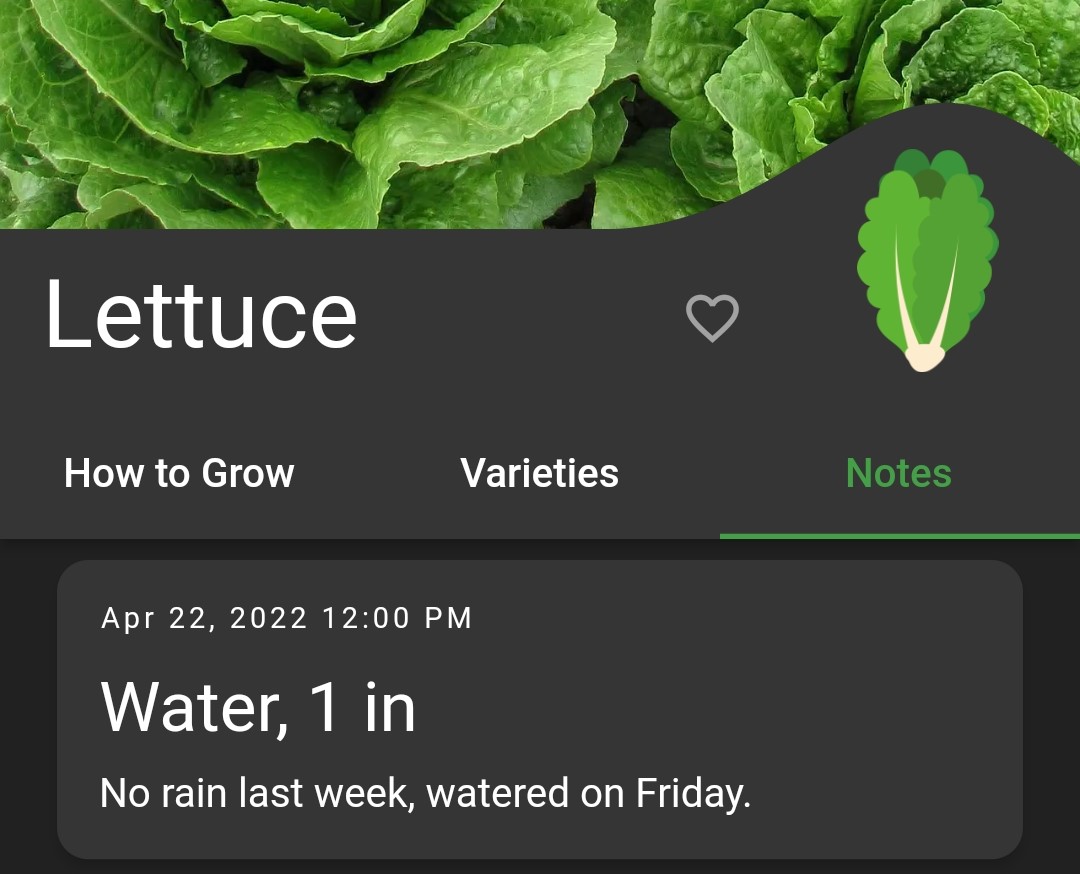 Lettuce
How to Grow Varieties Notes
Apr 22, 2022 12:00 PM
Water, 1 in
No rain last week, watered on Friday.